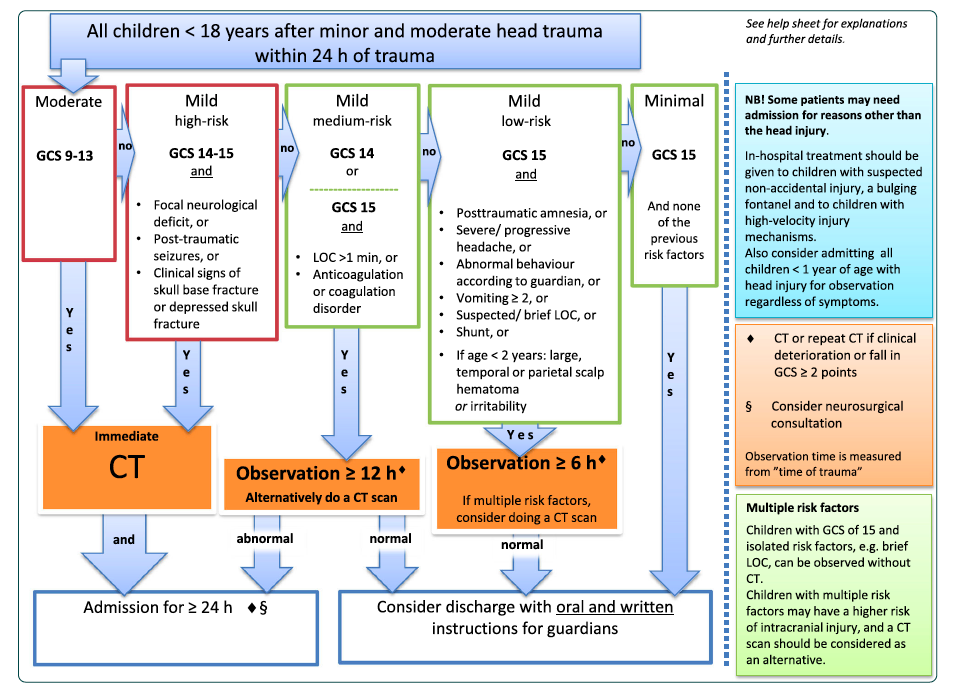 All children < 18 years after minor and moderate head trauma
within 24 h of trauma
See help sheet for explanations
and further details.
Moderate
GCS 9-13
no
Mild
high-risk
GCS 14-15
and
• Focal neurological
deficit, or
• Post-traumatic
seizures, or
• Clinical signs of
skull base fracture
or depressed skull
fracture
no
Mild
medium-risk
GCS 14
or
GCS 15
and
• LOC >1 min, or
• Anticoagulation
or coagulation
disorder
no
Mild
low-risk
GCS 15
and
• Posttraumatic amnesia, or
• Severe/ progressive
headache, or
• Abnormal behaviour
according to guardian, or
• Vomiting ≥ 2, or
• Suspected/ brief LOC, or
• Shunt, or
• If age < 2 years: large,
temporal or parietal scalp
hematoma
or irritability
no
Minimal
GCS 15
And none
of the
previous
risk factors
Yes
Yes
Yes
Yes
Yes
Immediate
CT
Observation ≥ 12 h♦
Alternatively do a CT scan
Observation ≥ 6 h♦
If multiple risk factors,
consider doing a CT scan
and
abnormal
normal
normal
Admission for ≥ 24 h ♦ §
Consider discharge with oral and written
instructions for guardians
NB! Some patients may need
admission for reasons other than
the head injury.
In-hospital treatment should be
given to children with suspected
non-accidental injury, a bulging
fontanel and to children with
high-velocity injury
mechanisms.
Also consider admitting all
children < 1 year of age with
head injury for observation
regardless of symptoms.
♦ CT or repeat CT if clinical
deterioration or fall in
GCS ≥ 2 points
§ Consider neurosurgical
consultation
Observation time is measured
from ”time of trauma”
Multiple risk factors
Children with GCS of 15 and
isolated risk factors, e.g. brief
LOC, can be observed without
CT.
Children with multiple risk
factors may have a higher risk
of intracranial injury, and a CT
scan should be considered as
an alternative.